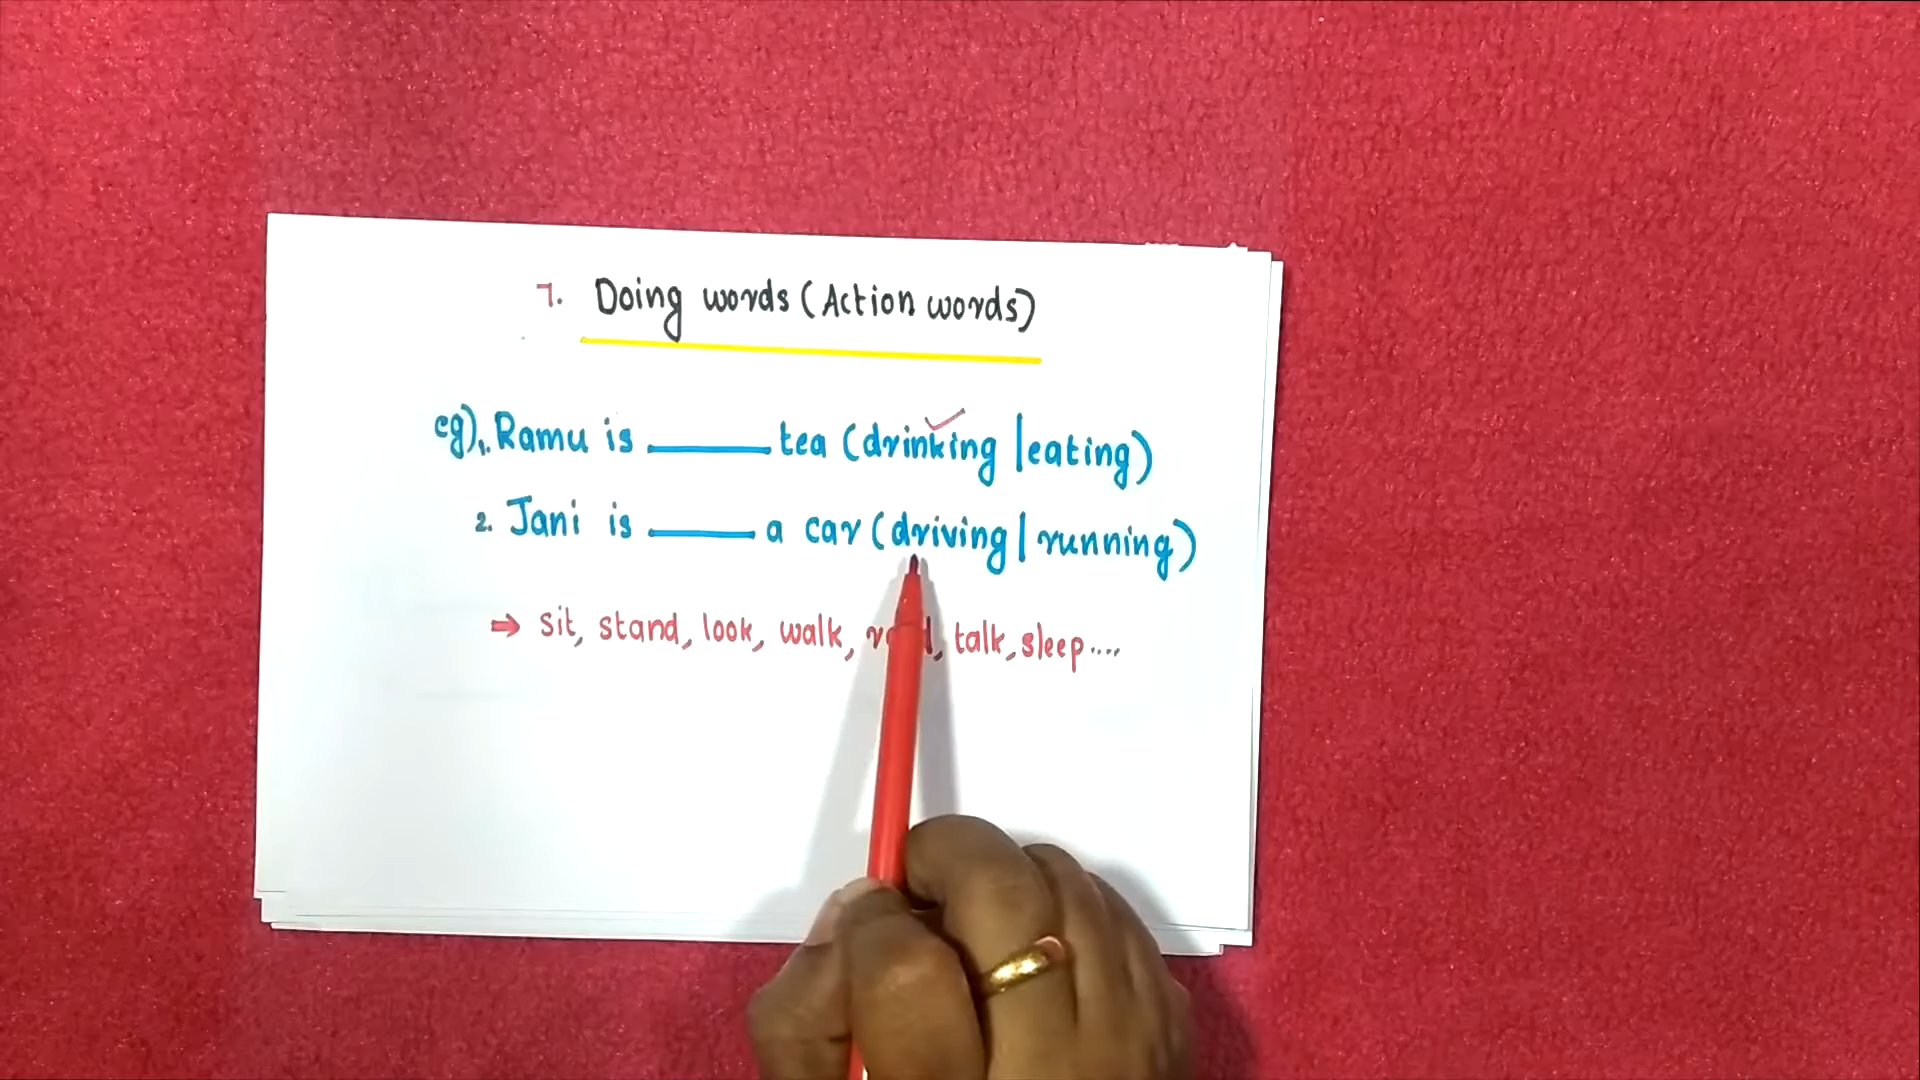 7. Doing words (Action words)
eg) 1. Ramu is ______ tea (drinking | eating)
2. Jani is ______ a car (driving | running)
⇒ sit, stand, look, walk, talk, sleep....